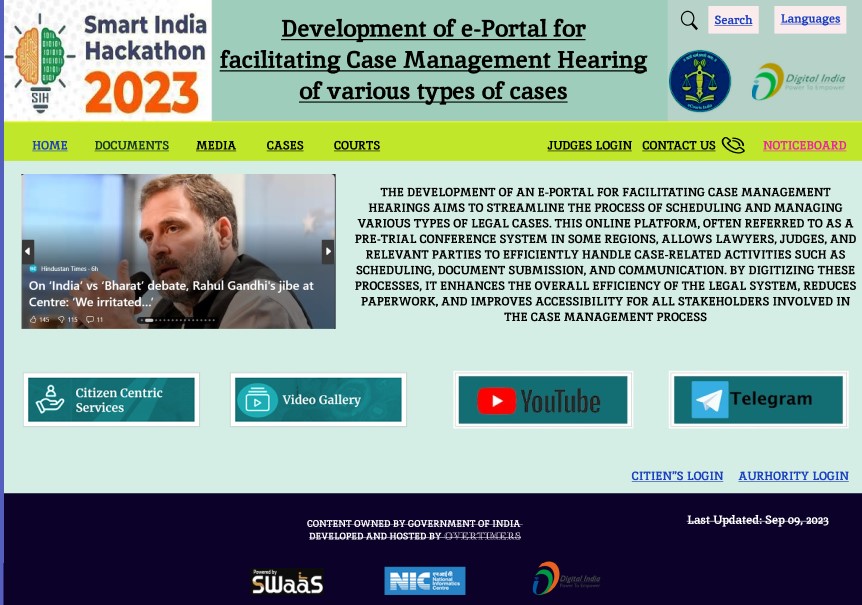 Smart India
Hackathon
2023
SIH
Development of e-Portal for
facilitating Case Management Hearing
of various types of cases
Search
Languages
Digital India
Power To Empower
HOME
DOCUMENTS
MEDIA
CASES
COURTS
JUDGES LOGIN
CONTACT US
NOTICEBOARD
Hindustan Times · 6h
On ‘India’ vs ‘Bharat’ debate, Rahul Gandhi's jibe at
Centre: ‘We irritated...’
145
115
11
THE DEVELOPMENT OF AN E-PORTAL FOR FACILITATING CASE MANAGEMENT
HEARINGS AIMS TO STREAMLINE THE PROCESS OF SCHEDULING AND MANAGING
VARIOUS TYPES OF LEGAL CASES. THIS ONLINE PLATFORM, OFTEN REFERRED TO AS A
PRE-TRIAL CONFERENCE SYSTEM IN SOME REGIONS, ALLOWS LAWYERS, JUDGES, AND
RELEVANT PARTIES TO EFFICIENTLY HANDLE CASE-RELATED ACTIVITIES SUCH AS
SCHEDULING, DOCUMENT SUBMISSION, AND COMMUNICATION. BY DIGITIZING THESE
PROCESSES, IT ENHANCES THE OVERALL EFFICIENCY OF THE LEGAL SYSTEM, REDUCES
PAPERWORK, AND IMPROVES ACCESSIBILITY FOR ALL STAKEHOLDERS INVOLVED IN
THE CASE MANAGEMENT PROCESS
Citizen Centric
Services
Video Gallery
YouTube
Telegram
CITIEN"S LOGIN
AURHORITY LOGIN
CONTENT OWNED BY GOVERNMENT OF INDIA
DEVELOPED AND HOSTED BY OVERTIMERS
Last Updated: Sep 09, 2023
Powered by
SWaaS
NIC
एन आई सी
National
Informatics
Centre
Digital India
Power To Empower